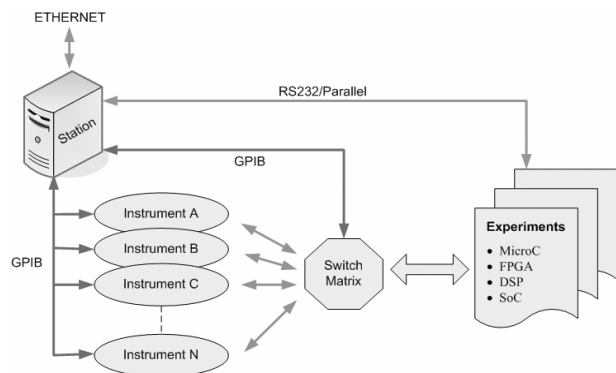 ETHERNET
Station
RS232/Parallel
GPIB
GPIB
Instrument A
Instrument B
Instrument C
Instrument N
Switch
Matrix
Experiments
• MicroC
• FPGA
• DSP
• SoC